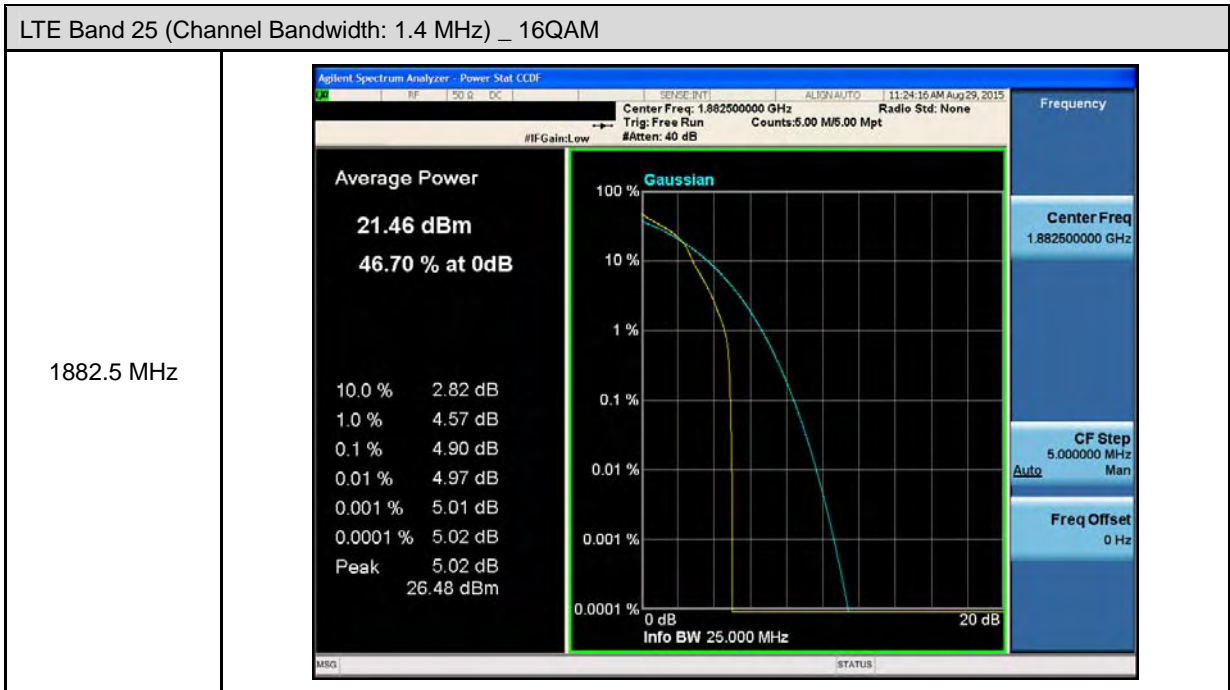 LTE Band 25 (Channel Bandwidth: 1.4 MHz) _ 16QAM
1882.5 MHz
Agilent Spectrum Analyzer - Power Stat CCDF
RF 50 Ω DC SENSE:INT ALIGN AUTO 11:24:16 AM Aug 29, 2015
Center Freq: 1.882500000 GHz Radio Std: None
Trig: Free Run Counts:5.00 M/5.00 Mpt
#IFGain:Low #Atten: 40 dB
Average Power
21.46 dBm
46.70 % at 0dB
10.0 % 2.82 dB
1.0 % 4.57 dB
0.1 % 4.90 dB
0.01 % 4.97 dB
0.001 % 5.01 dB
0.0001 % 5.02 dB
Peak 5.02 dB
26.48 dBm
Gaussian
100 %
10 %
1 %
0.1 %
0.01 %
0.001 %
0.0001 %
0 dB 20 dB
Info BW 25.000 MHz
Frequency
Center Freq
1.882500000 GHz
CF Step
5.000000 MHz
Auto Man
Freq Offset
0 Hz
MSG STATUS